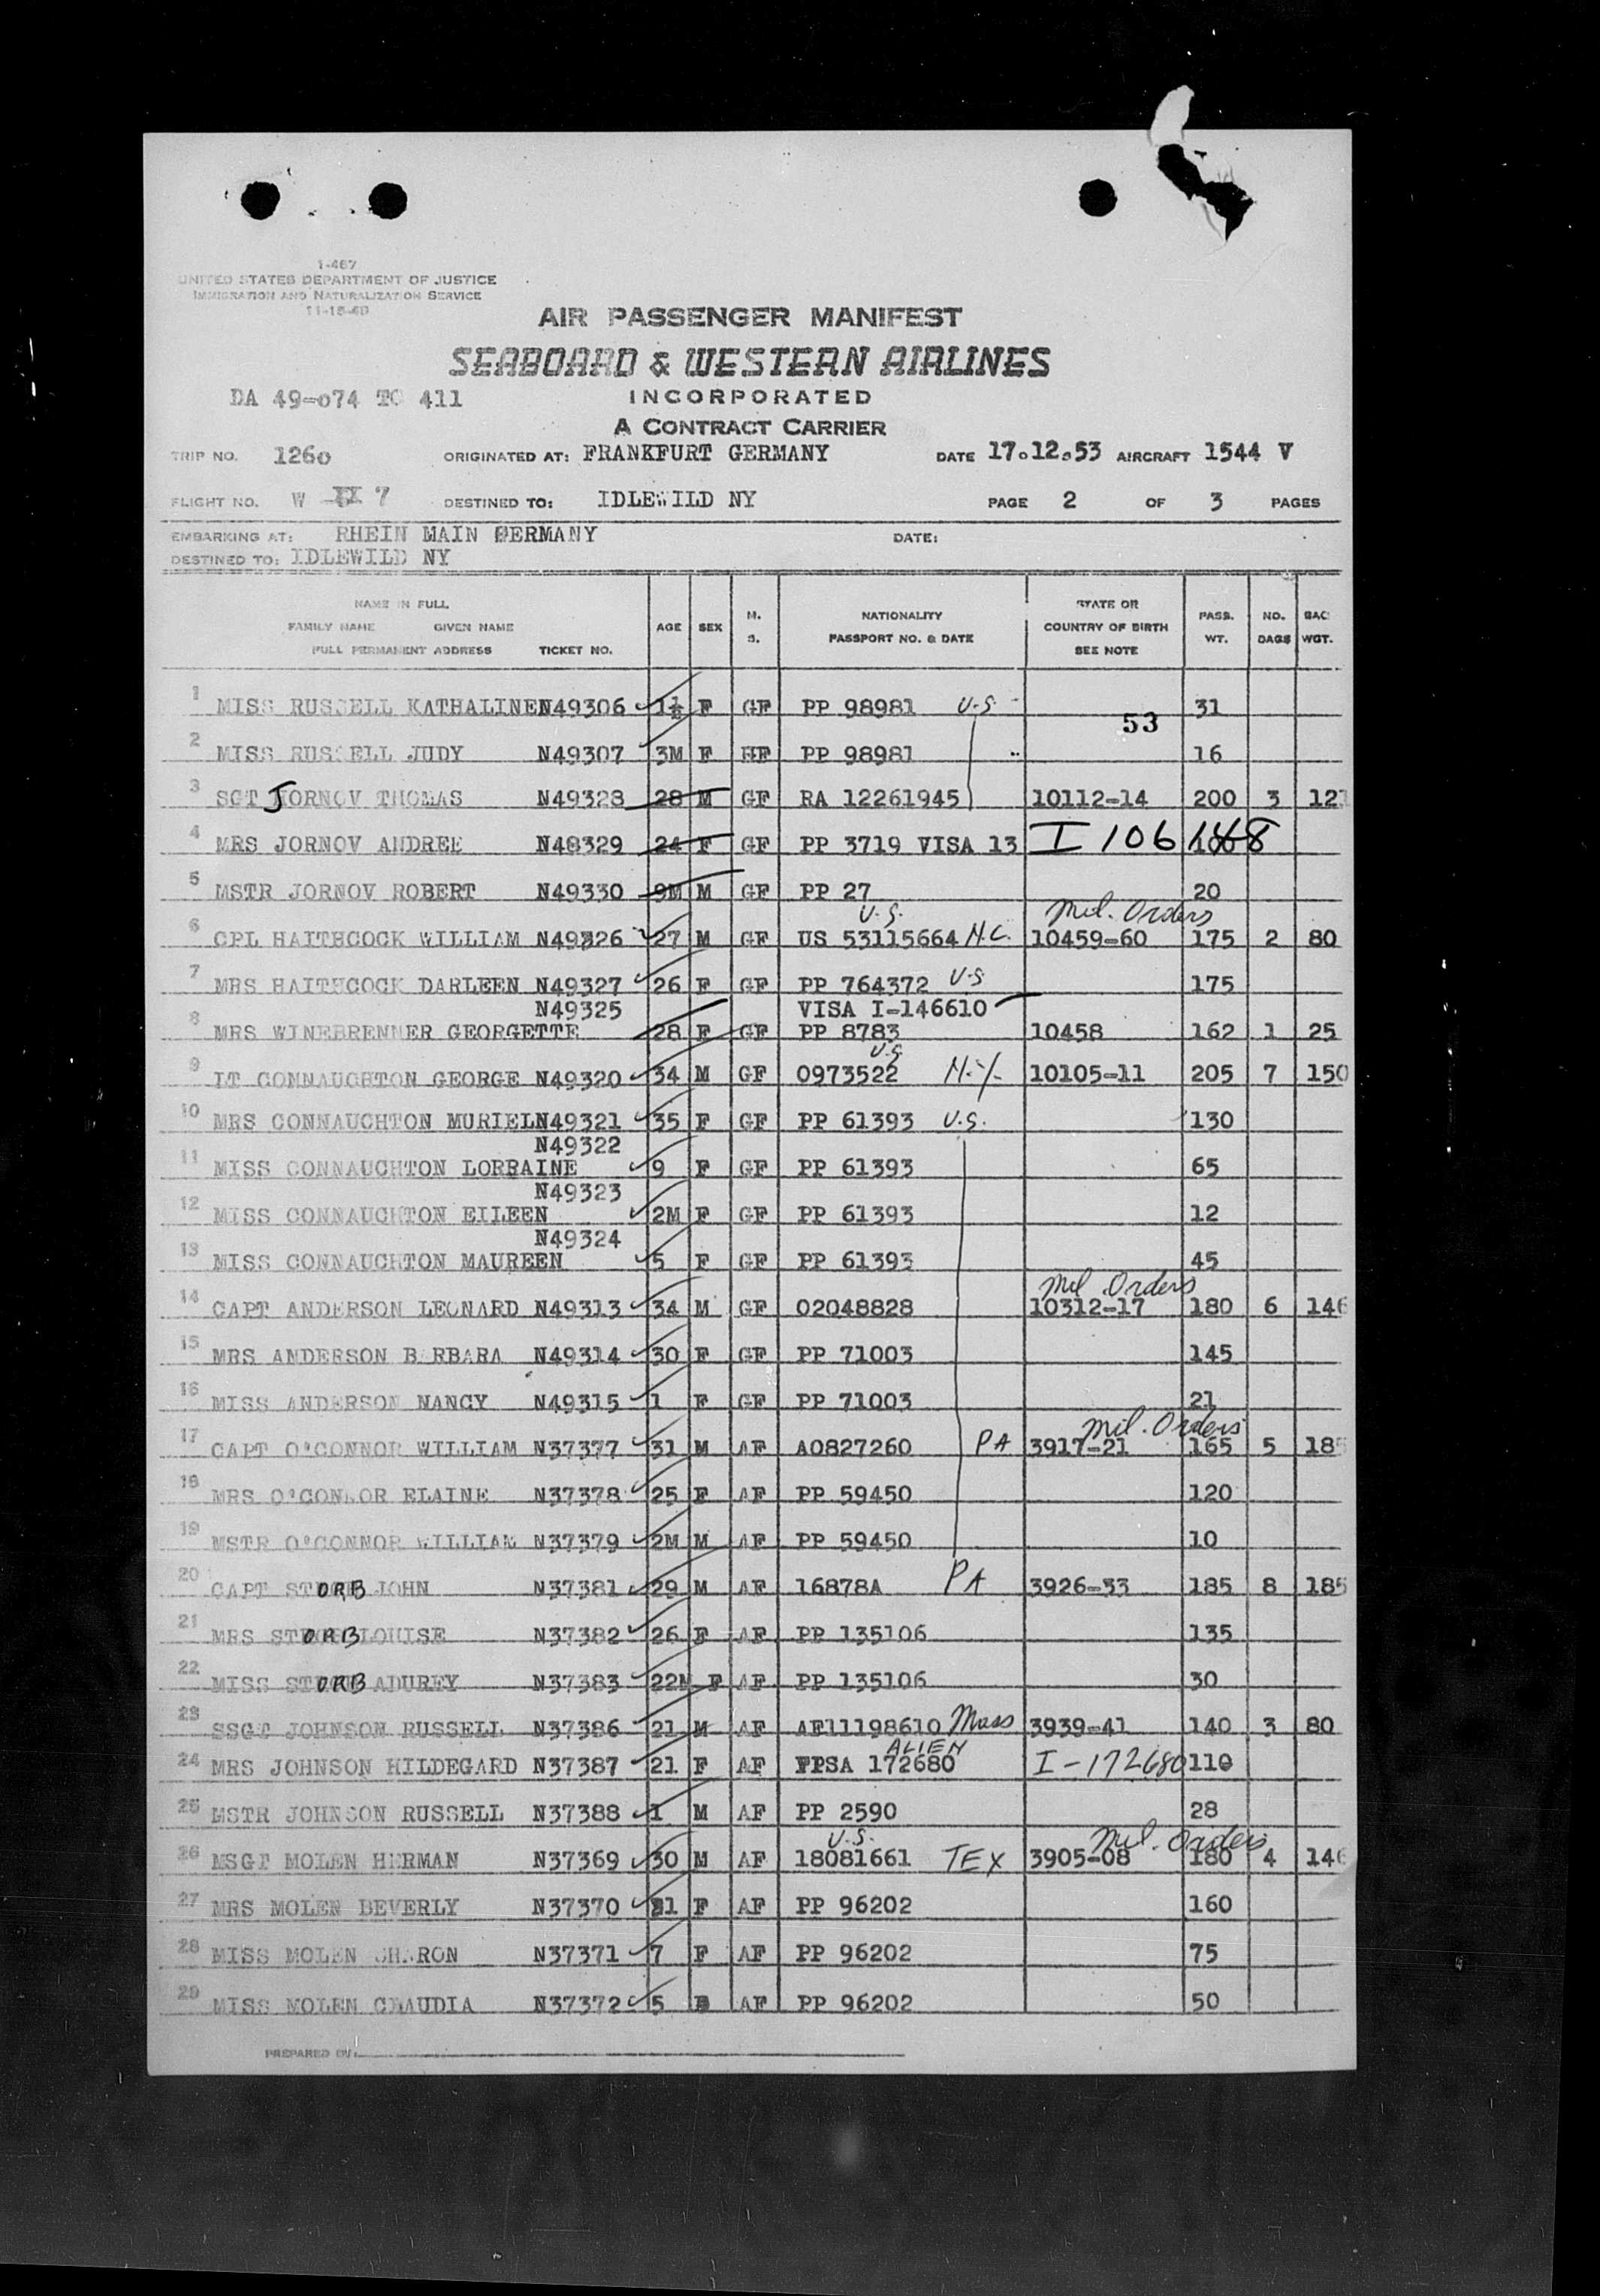 1-467
UNITED STATES DEPARTMENT OF JUSTICE
IMMIGRATION AND NATURALIZATION SERVICE
11-15-49
AIR PASSENGER MANIFEST
SEABOARD & WESTERN AIRLINES
INCORPORATED
DA 49-074 TC 411
A CONTRACT CARRIER
TRIP NO. 1260 ORIGINATED AT: FRANKFURT GERMANY DATE 17.12.53 AIRCRAFT 1544 V
FLIGHT NO. W 7 DESTINED TO: IDLEWILD NY PAGE 2 OF 3 PAGES
EMBARKING AT: RHEIN MAIN GERMANY DATE:
DESTINED TO: IDLEWILD NY
NAME IN FULL
FAMILY NAME GIVEN NAME
FULL PERMANENT ADDRESS TICKET NO. AGE SEX M. S. NATIONALITY PASSPORT NO. & DATE STATE OR COUNTRY OF BIRTH SEE NOTE PASS. WT. NO. BAGS BAG WGT.
1 MISS RUSSELL KATHALINE N49306 1½ F GF PP 98981 U.S. 31
53
2 MISS RUSSELL JUDY N49307 3M F PP 98981 16
3 SGT JORNOV THOMAS N49328 28 M GF RA 12261945 10112-14 200 3 121
4 MRS JORNOV ANDREE N48329 24 F GF PP 3719 VISA 13 I 106 148
5 MSTR JORNOV ROBERT N49330 9M M GF PP 27 20
U.S. Mil. Orders
6 CPL HAITHCOCK WILLIAM N49326 27 M GF US 53115664 N.C. 10459-60 175 2 80
7 MRS HAITHCOCK DARLEEN N49327 26 F GF PP 764372 U.S 175
N49325 VISA I-146610
8 MRS WINEBRENNER GEORGETTE 28 F GF PP 8783 10458 162 1 25
U.S
9 LT CONNAUGHTON GEORGE N49320 34 M GF 0973522 N.Y. 10105-11 205 7 150
10 MRS CONNAUGHTON MURIEL N49321 35 F GF PP 61393 U.S. 130
N49322
11 MISS CONNAUGHTON LORRAINE 9 F GF PP 61393 65
N49323
12 MISS CONNAUGHTON EILEEN 2M F GF PP 61393 12
N49324
13 MISS CONNAUGHTON MAUREEN 5 F GF PP 61393 45
Mil. Orders
14 CAPT ANDERSON LEONARD N49313 34 M GF 02048828 10312-17 180 6 146
15 MRS ANDERSON BARBARA N49314 30 F GF PP 71003 145
16 MISS ANDERSON NANCY N49315 1 F GF PP 71003 21
Mil. Orders
17 CAPT O'CONNOR WILLIAM N37377 31 M AF AO827260 PA 3917-21 165 5 185
18 MRS O'CONNOR ELAINE N37378 25 F AF PP 59450 120
19 MSTR O'CONNOR WILLIAM N37379 2M M AF PP 59450 10
20 CAPT STORB JOHN N37381 29 M AF 16878A PA 3926-33 185 8 185
21 MRS STORB LOUISE N37382 26 F AF PP 135106 135
22 MISS STORB ADUREY N37383 22M F AF PP 135106 30
23 SSGT JOHNSON RUSSELL N37386 21 M AF AF11198610 Mass 3939-41 140 3 80
ALIEN
24 MRS JOHNSON HILDEGARD N37387 21 F AF 172680 I-172680 110
25 MSTR JOHNSON RUSSELL N37388 1 M AF PP 2590 28
U.S. Mil. Orders
26 MSGT MOLEN HERMAN N37369 30 M AF 18081661 TEX 3905-08 180 4 146
27 MRS MOLEN BEVERLY N37370 31 F AF PP 96202 160
28 MISS MOLEN SHARON N37371 7 F AF PP 96202 75
29 MISS MOLEN CLAUDIA N37372 5 AF PP 96202 50
PREPARED BY: